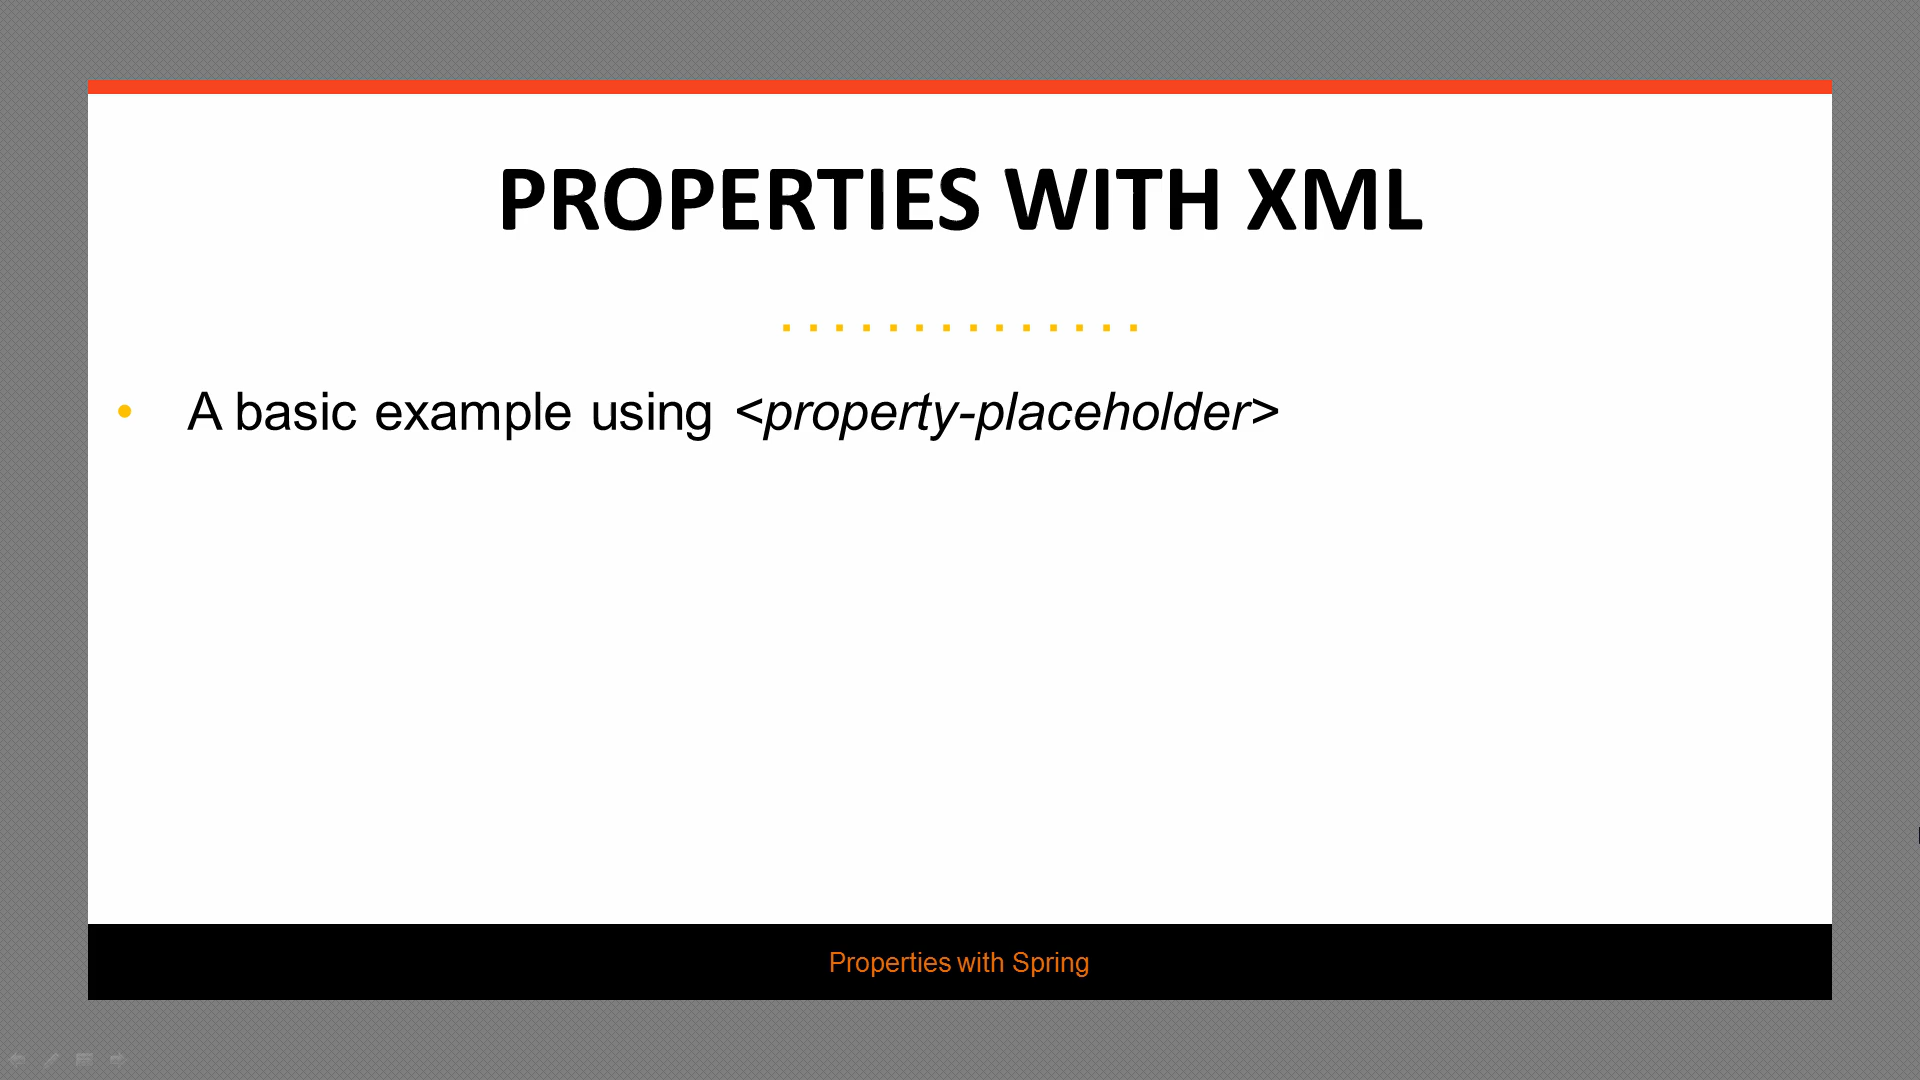 PROPERTIES WITH XML
• A basic example using <property-placeholder>
Properties with Spring